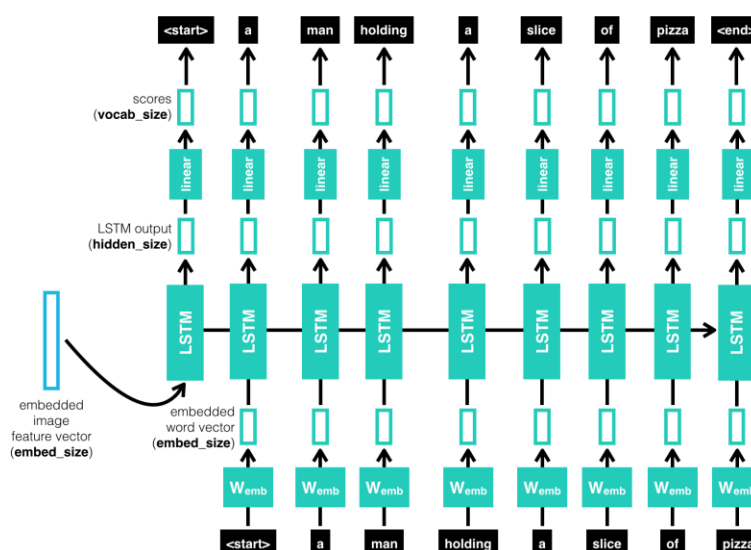 <start> a man holding a slice of pizza <end>
scores
(vocab_size)
linear linear linear linear linear linear linear linear linear
LSTM output
(hidden_size)
LSTM LSTM LSTM LSTM LSTM LSTM LSTM LSTM LSTM
embedded
image
feature vector
(embed_size)
embedded
word vector
(embed_size)
Wemb Wemb Wemb Wemb Wemb Wemb Wemb Wemb
<start> a man holding a slice of pizza